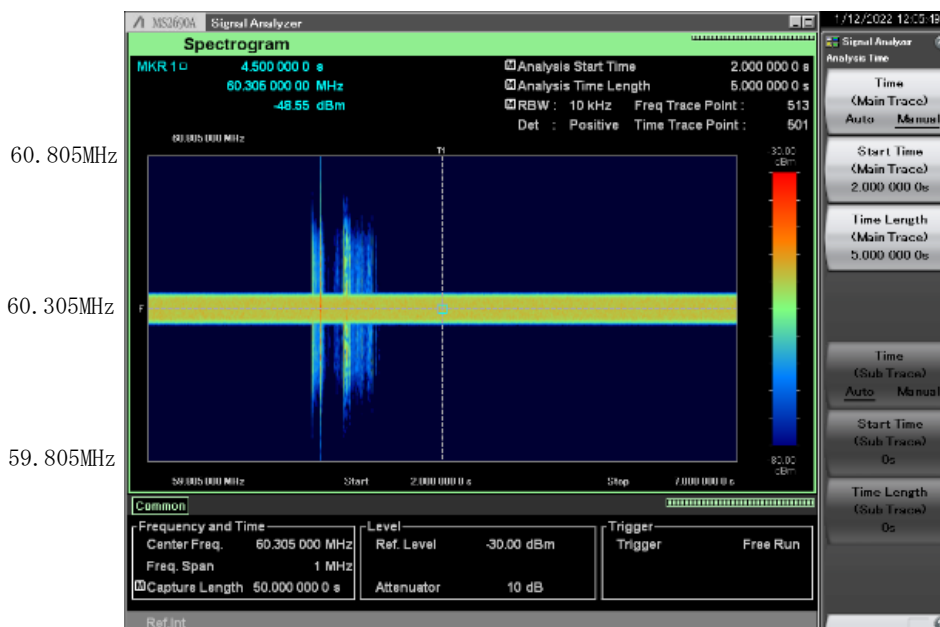 MS2690A Signal Analyzer
1/12/2022 12:05:49
Spectrogram
MKR 1
4.500 000 0 s
60.305 000 00 MHz
-48.55 dBm
M Analysis Start Time 2.000 000 0 s
M Analysis Time Length 5.000 000 0 s
M RBW : 10 kHz Freq Trace Point : 513
Det : Positive Time Trace Point : 501
60.805 000 MHz
60.805MHz
60.305MHz
59.805MHz
T1
F
-30.00
dBm
-80.00
dBm
59.805 000 MHz Start 2.000 000 0 s Stop 7.000 000 0 s
Common
Frequency and Time
Center Freq. 60.305 000 MHz
Freq. Span 1 MHz
M Capture Length 50.000 000 0 s
Level
Ref. Level -30.00 dBm
Attenuator 10 dB
Trigger
Trigger Free Run
Ref.Int
Signal Analyzer
Analysis Time
Time
(Main Trace)
Auto Manual
Start Time
(Main Trace)
2.000 000 0s
Time Length
(Main Trace)
5.000 000 0s
Time
(Sub Trace)
Auto Manual
Start Time
(Sub Trace)
0s
Time Length
(Sub Trace)
0s